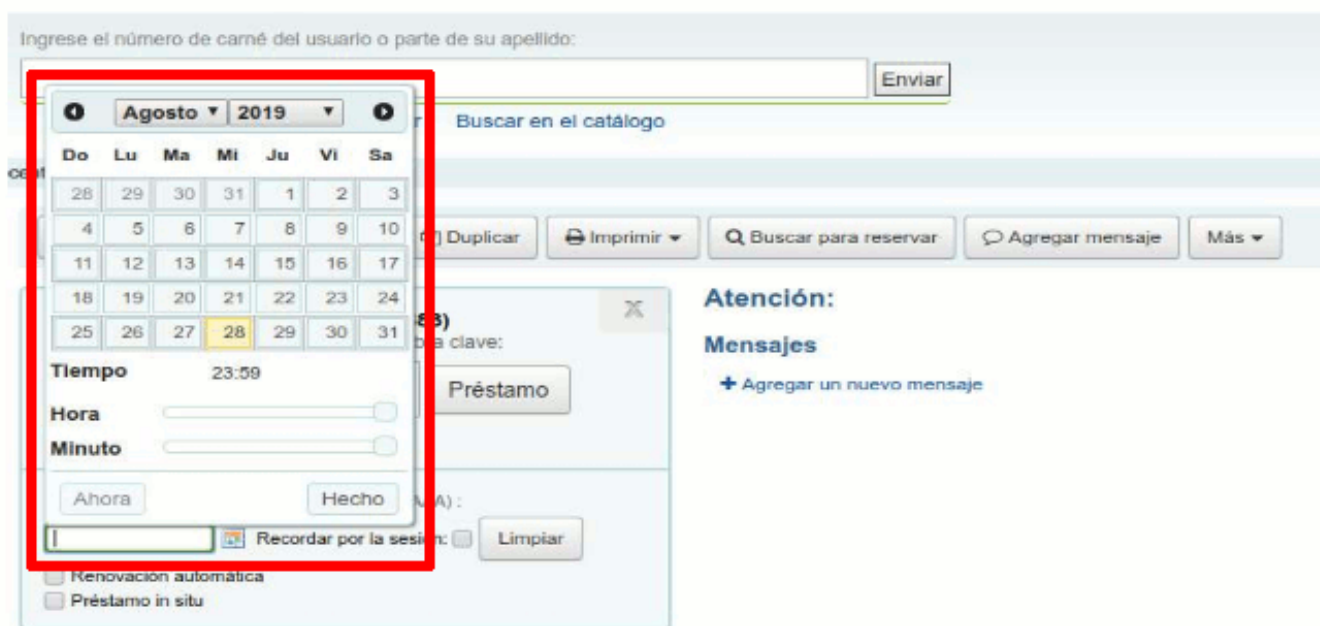 Ingrese el número de carné del usuario o parte de su apellido:
Enviar
Agosto 2019
Buscar en el catálogo
Do Lu Ma Mi Ju Vi Sa
28 29 30 31 1 2 3
4 5 6 7 8 9 10
Duplicar Imprimir Buscar para reservar Agregar mensaje Más
11 12 13 14 15 16 17
18 19 20 21 22 23 24
Atención:
25 26 27 28 29 30 31
clave:
Mensajes
Tiempo 23:59
Préstamo
Agregar un nuevo mensaje
Hora
Minuto
Ahora Hecho
Recordar por la sesión: Limpiar
Renovación automática
Préstamo in situ